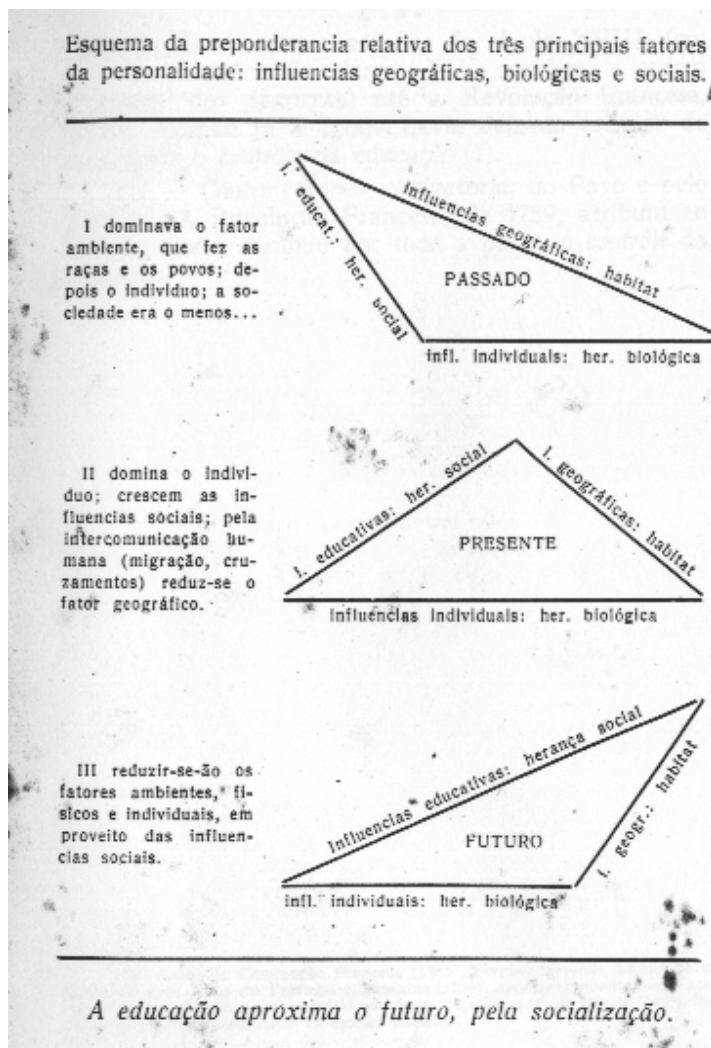 Esquema da preponderancia relativa dos três principais fatores
da personalidade: influencias geográficas, biológicas e sociais.
I dominava o fator
ambiente, que fez as
raças e os povos; de-
pois o individuo; a so-
ciedade era o menos...
I. educat. her. social
Influencias geográficas: habitat
PASSADO
infl. individuais: her. biológica
II domina o indivi-
duo; crescem as in-
fluencias sociais; pela
intercomunicação hu-
mana (migração, cru-
zamentos) reduz-se o
fator geográfico.
I. educativas: her. social
I. geográficas: habitat
PRESENTE
influencias individuais: her. biológica
III reduzir-se-ão os
fatores ambientes, fi-
sicos e individuais, em
proveito das influen-
cias sociais.
Influencias educativas: herança social
I. geogr.: habitat
FUTURO
infl. individuais: her. biológica
A educação aproxima o futuro, pela socialização.